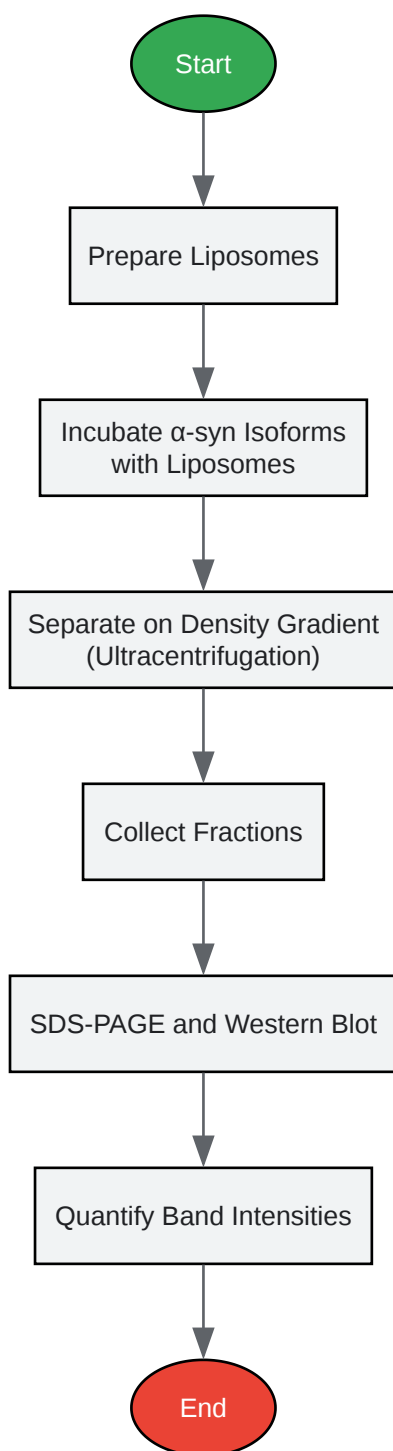 Start
Prepare Liposomes
Incubate α-syn Isoforms
with Liposomes
Separate on Density Gradient
(Ultracentrifugation)
Collect Fractions
SDS-PAGE and Western Blot
Quantify Band Intensities
End